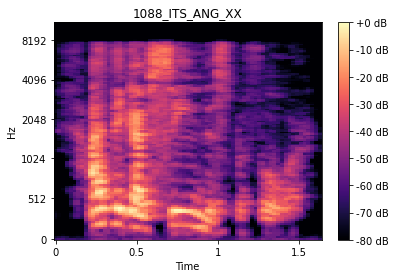 1088_ITS_ANG_XX
+0 dB
8192
-10 dB
4096
-20 dB
-30 dB
2048
Hz
-40 dB
1024
-50 dB
512
-60 dB
-70 dB
0
-80 dB
0 0.5 1 1.5
Time